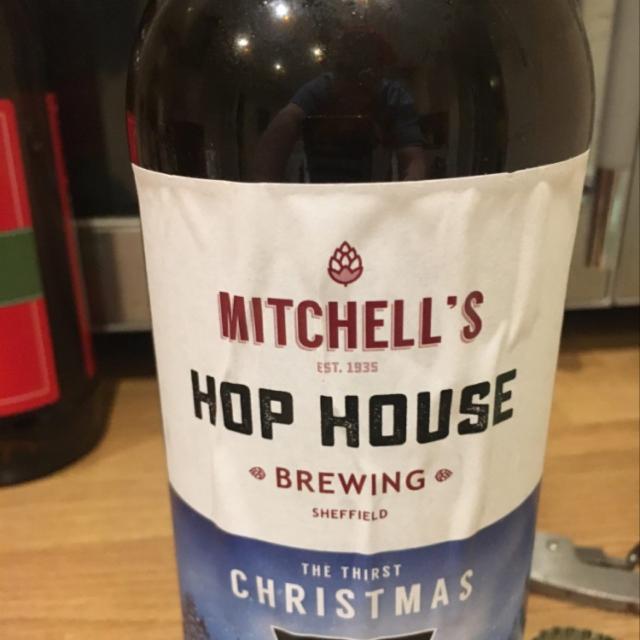 MITCHELL'S
EST. 1935
HOP HOUSE
BREWING
SHEFFIELD
THE THIRST
CHRISTMAS